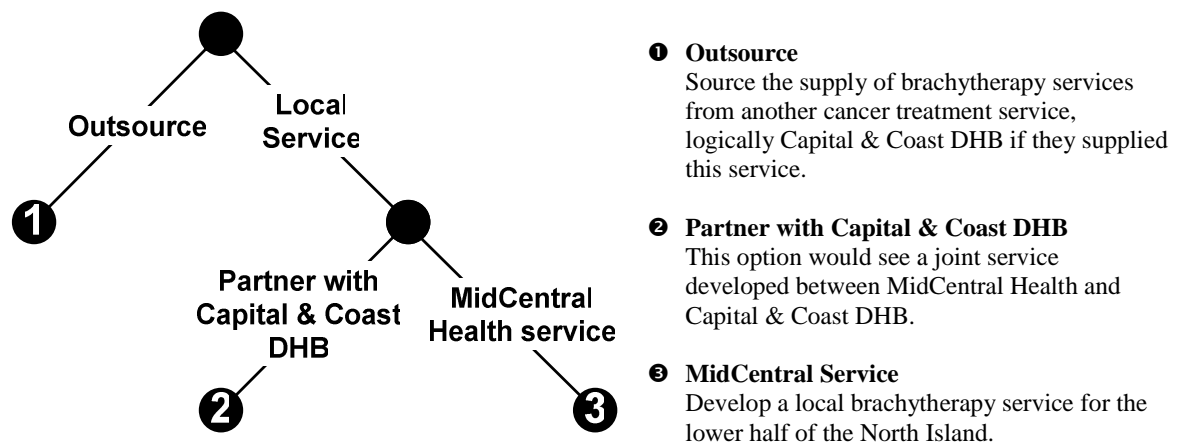 Outsource
Local
Service
1
Partner with
Capital & Coast
DHB
MidCentral
Health service
2
3
❶ Outsource
Source the supply of brachytherapy services
from another cancer treatment service,
logically Capital & Coast DHB if they supplied
this service.
❷ Partner with Capital & Coast DHB
This option would see a joint service
developed between MidCentral Health and
Capital & Coast DHB.
❸ MidCentral Service
Develop a local brachytherapy service for the
lower half of the North Island.